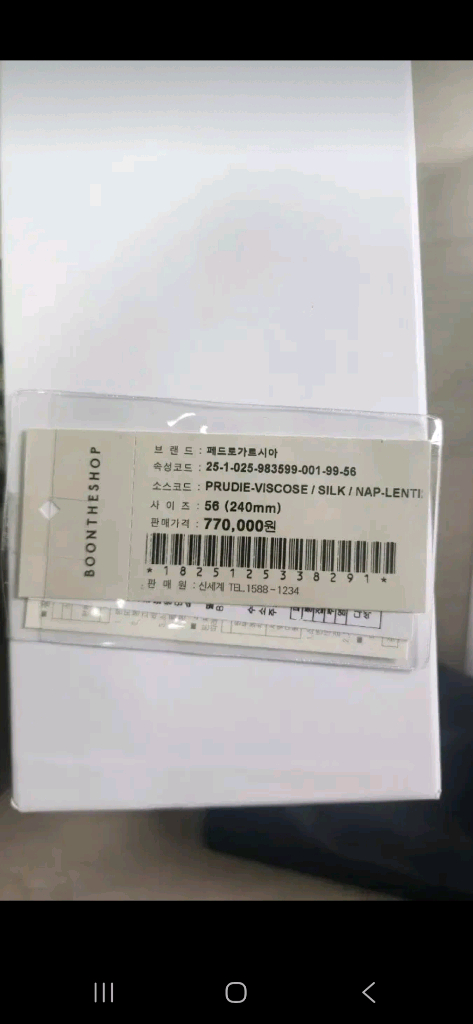 BOONTHESHOP
브 랜 드 : 페드로가르시아
속성코드 : 25-1-025-983599-001-99-56
소스코드 : PRUDIE-VISCOSE / SILK / NAP-LENTI
사 이 즈 : 56 (240mm)
판매가격 : 770,000원
* 1 8 2 5 1 2 5 3 3 8 2 9 1 *
판 매 원 : 신세계 TEL.1588-1234